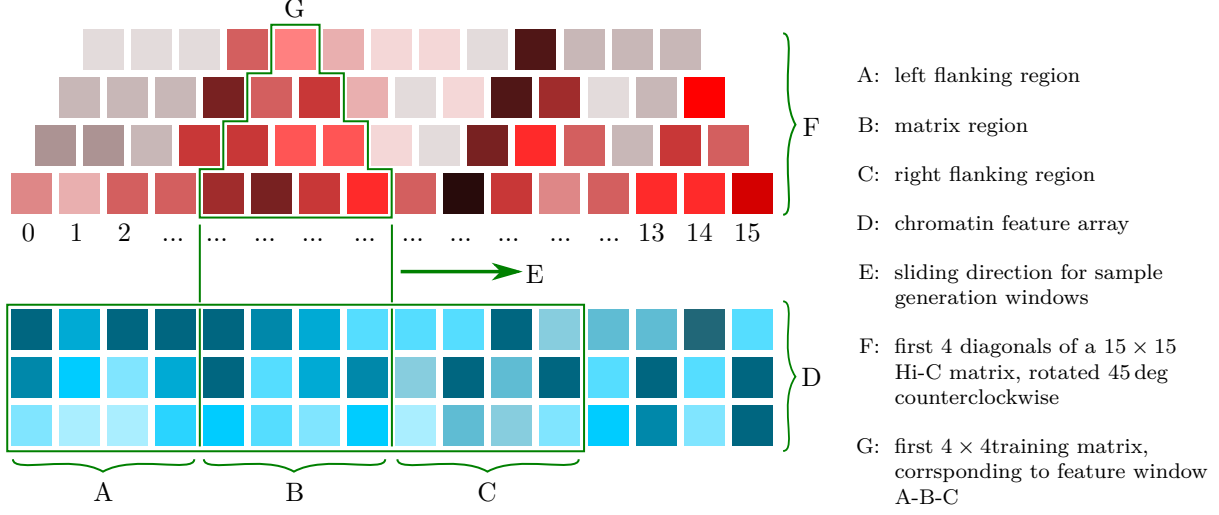 G
F
0 1 2 ... ... ... ... ... ... ... ... ... ... 13 14 15
E
D
A B C
A: left flanking region
B: matrix region
C: right flanking region
D: chromatin feature array
E: sliding direction for sample
generation windows
F: first 4 diagonals of a 15 × 15
Hi-C matrix, rotated 45 deg
counterclockwise
G: first 4 × 4training matrix,
corrsponding to feature window
A-B-C